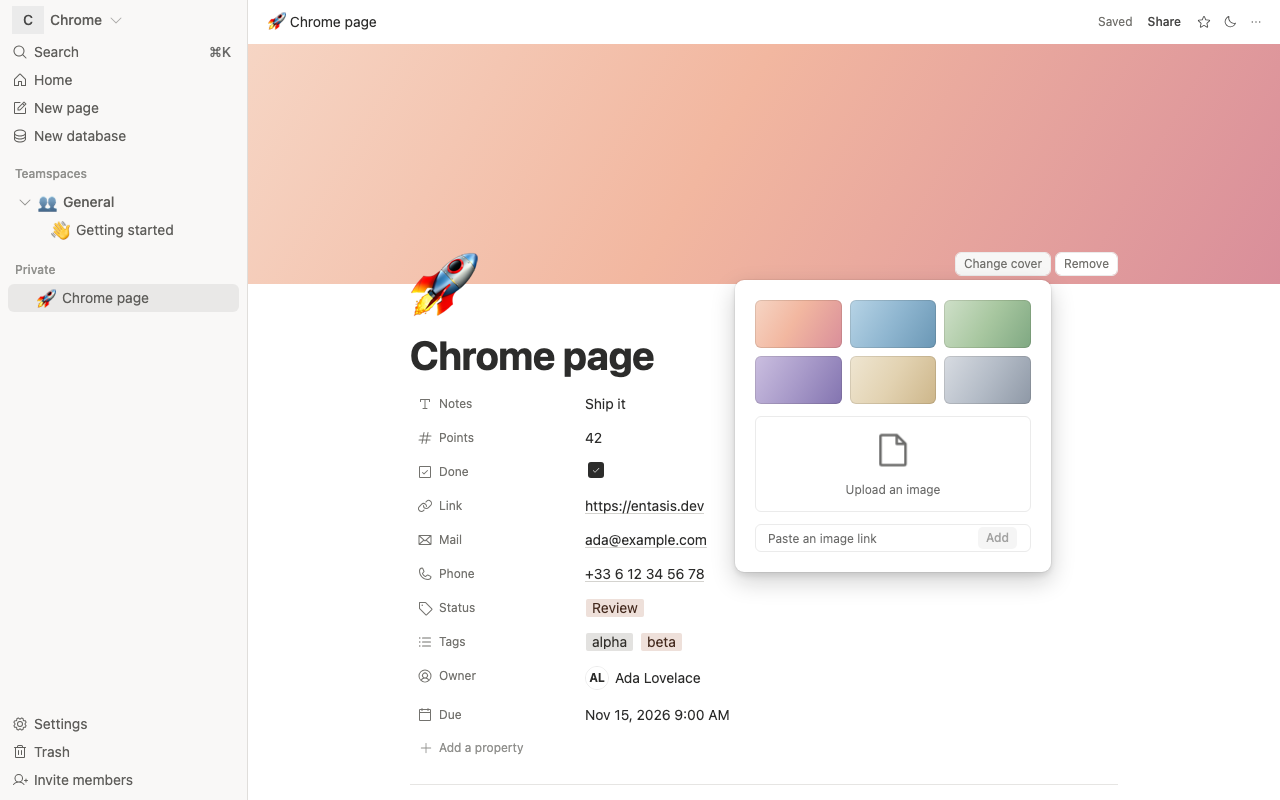 C Chrome
Search ⌘K
Home
New page
New database
Teamspaces
General
Getting started
Private
Chrome page
Settings
Trash
Invite members
Chrome page
Saved Share
Change cover Remove
Chrome page
Notes Ship it
Points 42
Done
Link https://entasis.dev
Mail ada@example.com
Phone +33 6 12 34 56 78
Status Review
Tags alpha beta
Owner AL Ada Lovelace
Due Nov 15, 2026 9:00 AM
Add a property
Upload an image
Paste an image link Add